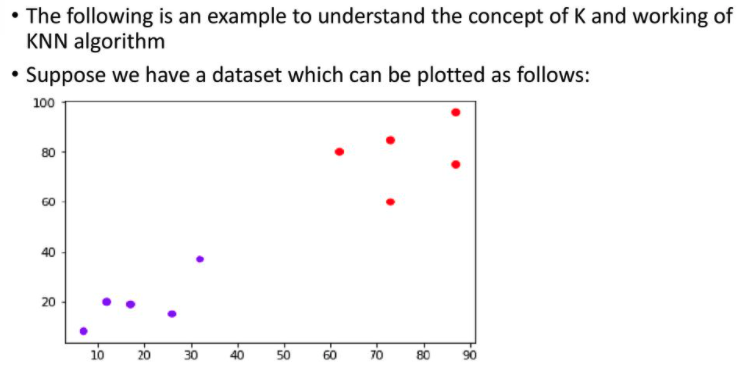 • The following is an example to understand the concept of K and working of
KNN algorithm
• Suppose we have a dataset which can be plotted as follows:
100
80
60
40
20
10 20 30 40 50 60 70 80 90